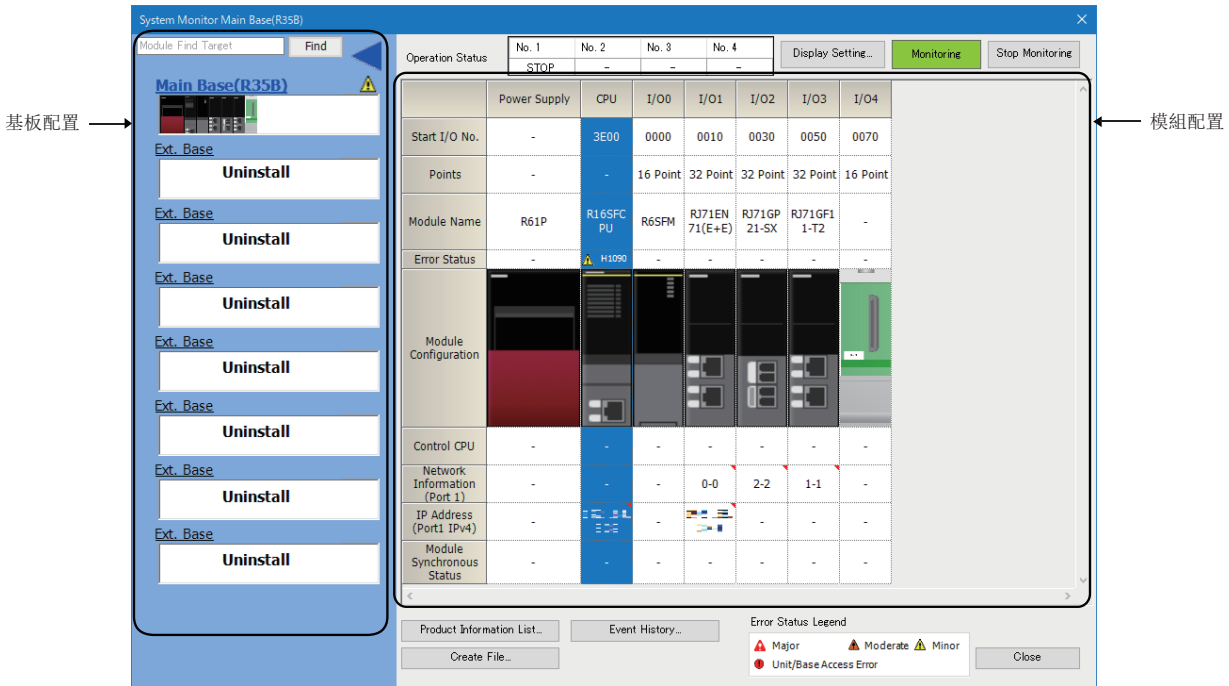 System Monitor Main Base(R35B)
Module Find Target Find
Main Base(R35B)
Ext. Base
Uninstall
Ext. Base
Uninstall
Ext. Base
Uninstall
Ext. Base
Uninstall
Ext. Base
Uninstall
Ext. Base
Uninstall
Ext. Base
Uninstall
基板配置
模組配置
Operation Status No. 1 No. 2 No. 3 No. 4
STOP - - -
Display Setting...
Monitoring
Stop Monitoring
Power Supply CPU I/O0 I/O1 I/O2 I/O3 I/O4
Start I/O No. - 3E00 0000 0010 0030 0050 0070
Points - - 16 Point 32 Point 32 Point 32 Point 16 Point
Module Name R61P R16SFC R6SFM RJ71EN RJ71GP RJ71GF1 -
PU 71(E+E) 21-SX 1-T2
Error Status - H1090 - - - - -
Module
Configuration
Control CPU - - - - - - -
Network
Information - - - 0-0 2-2 1-1 -
(Port 1)
IP Address
(Port1 IPv4) - - - - -
Module
Synchronous - - - - - - -
Status
Product Information List...
Event History...
Create File...
Error Status Legend
Major Moderate Minor
Unit/Base Access Error
Close